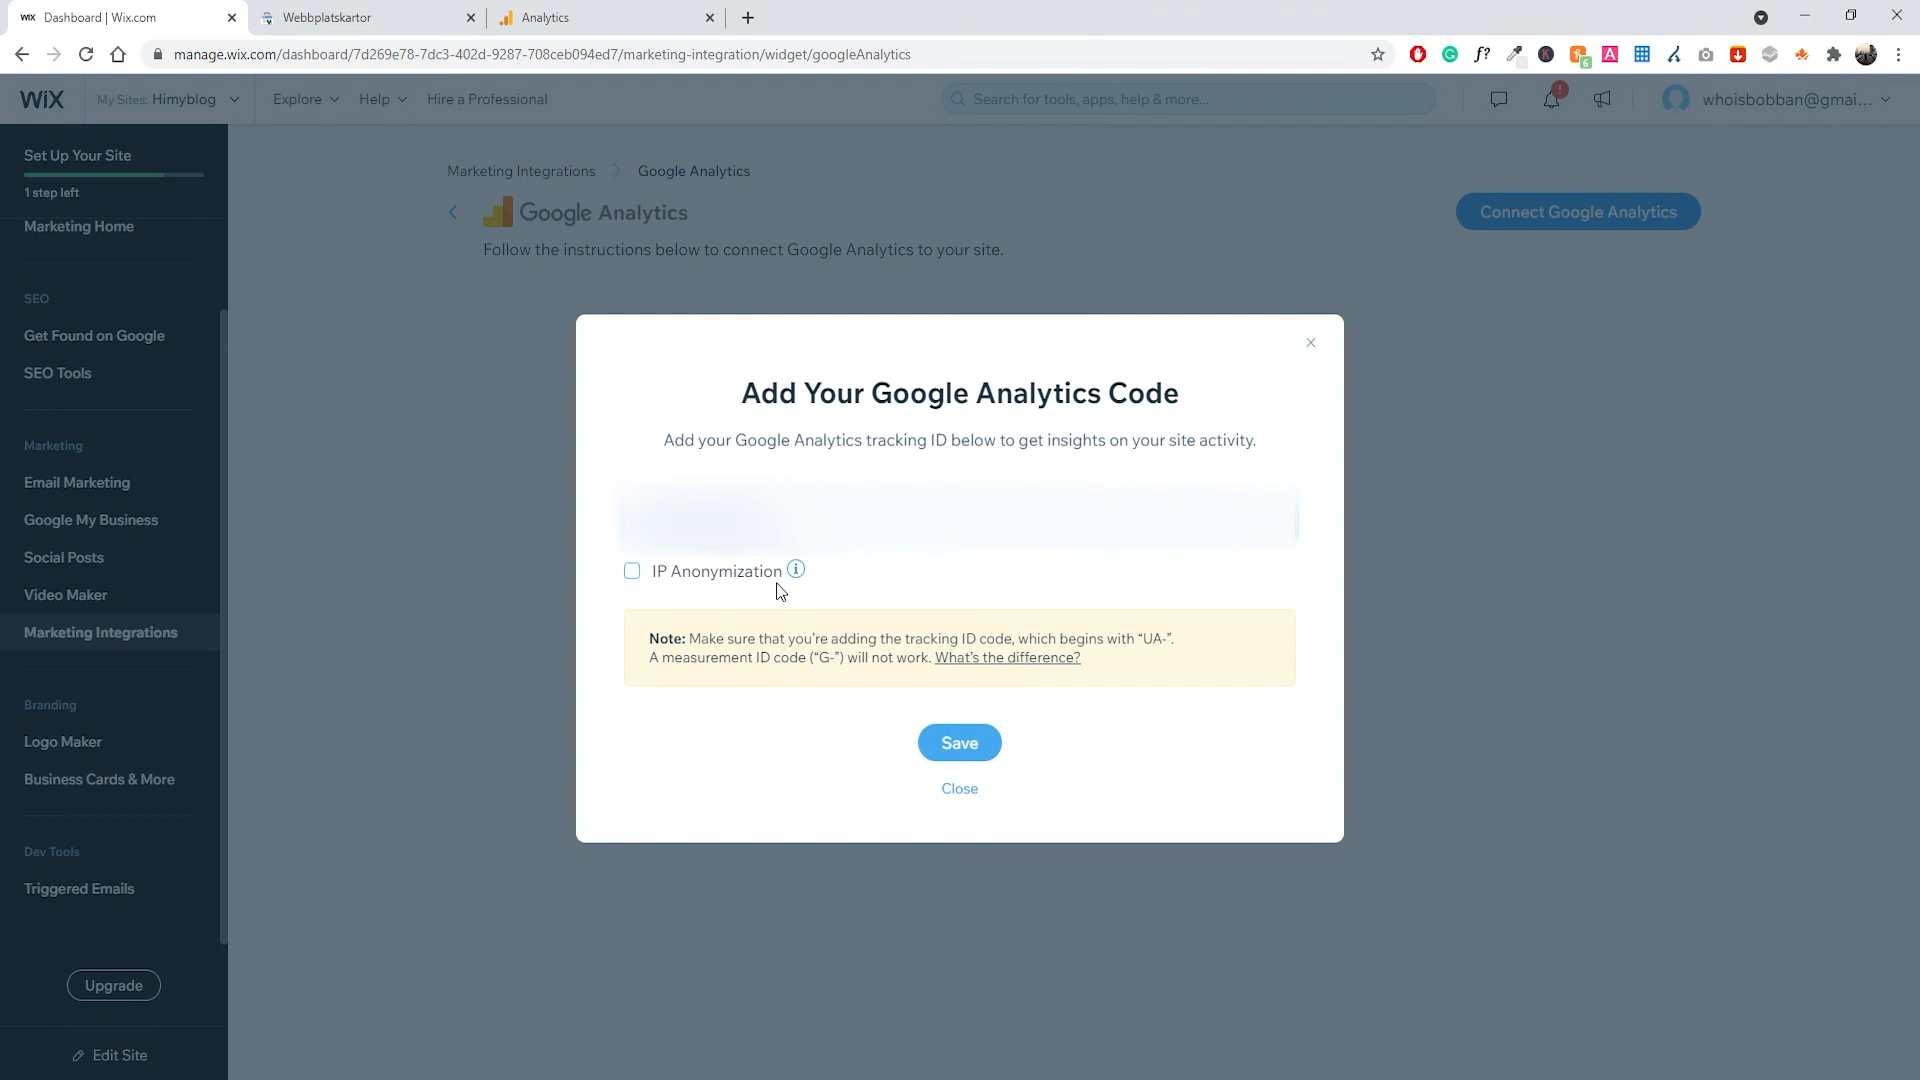 WiX Dashboard | Wix.com
Webbplatskartor
Analytics
manage.wix.com/dashboard/7d269e78-7dc3-402d-9287-708ceb094ed7/marketing-integration/widget/googleAnalytics
f?
A
6
WiX
My Sites: Himyblog
Explore
Help
Hire a Professional
Search for tools, apps, help & more...
!
whoisbobban@gmai...
Set Up Your Site
1 step left
Marketing Home
SEO
Get Found on Google
SEO Tools
Marketing
Email Marketing
Google My Business
Social Posts
Video Maker
Marketing Integrations
Branding
Logo Maker
Business Cards & More
Dev Tools
Triggered Emails
Upgrade
Edit Site
Marketing Integrations
Google Analytics
Google Analytics
Connect Google Analytics
Follow the instructions below to connect Google Analytics to your site.
Add Your Google Analytics Code
Add your Google Analytics tracking ID below to get insights on your site activity.
IP Anonymization
Note: Make sure that you’re adding the tracking ID code, which begins with “UA-”.
A measurement ID code (“G-”) will not work. What’s the difference?
Save
Close